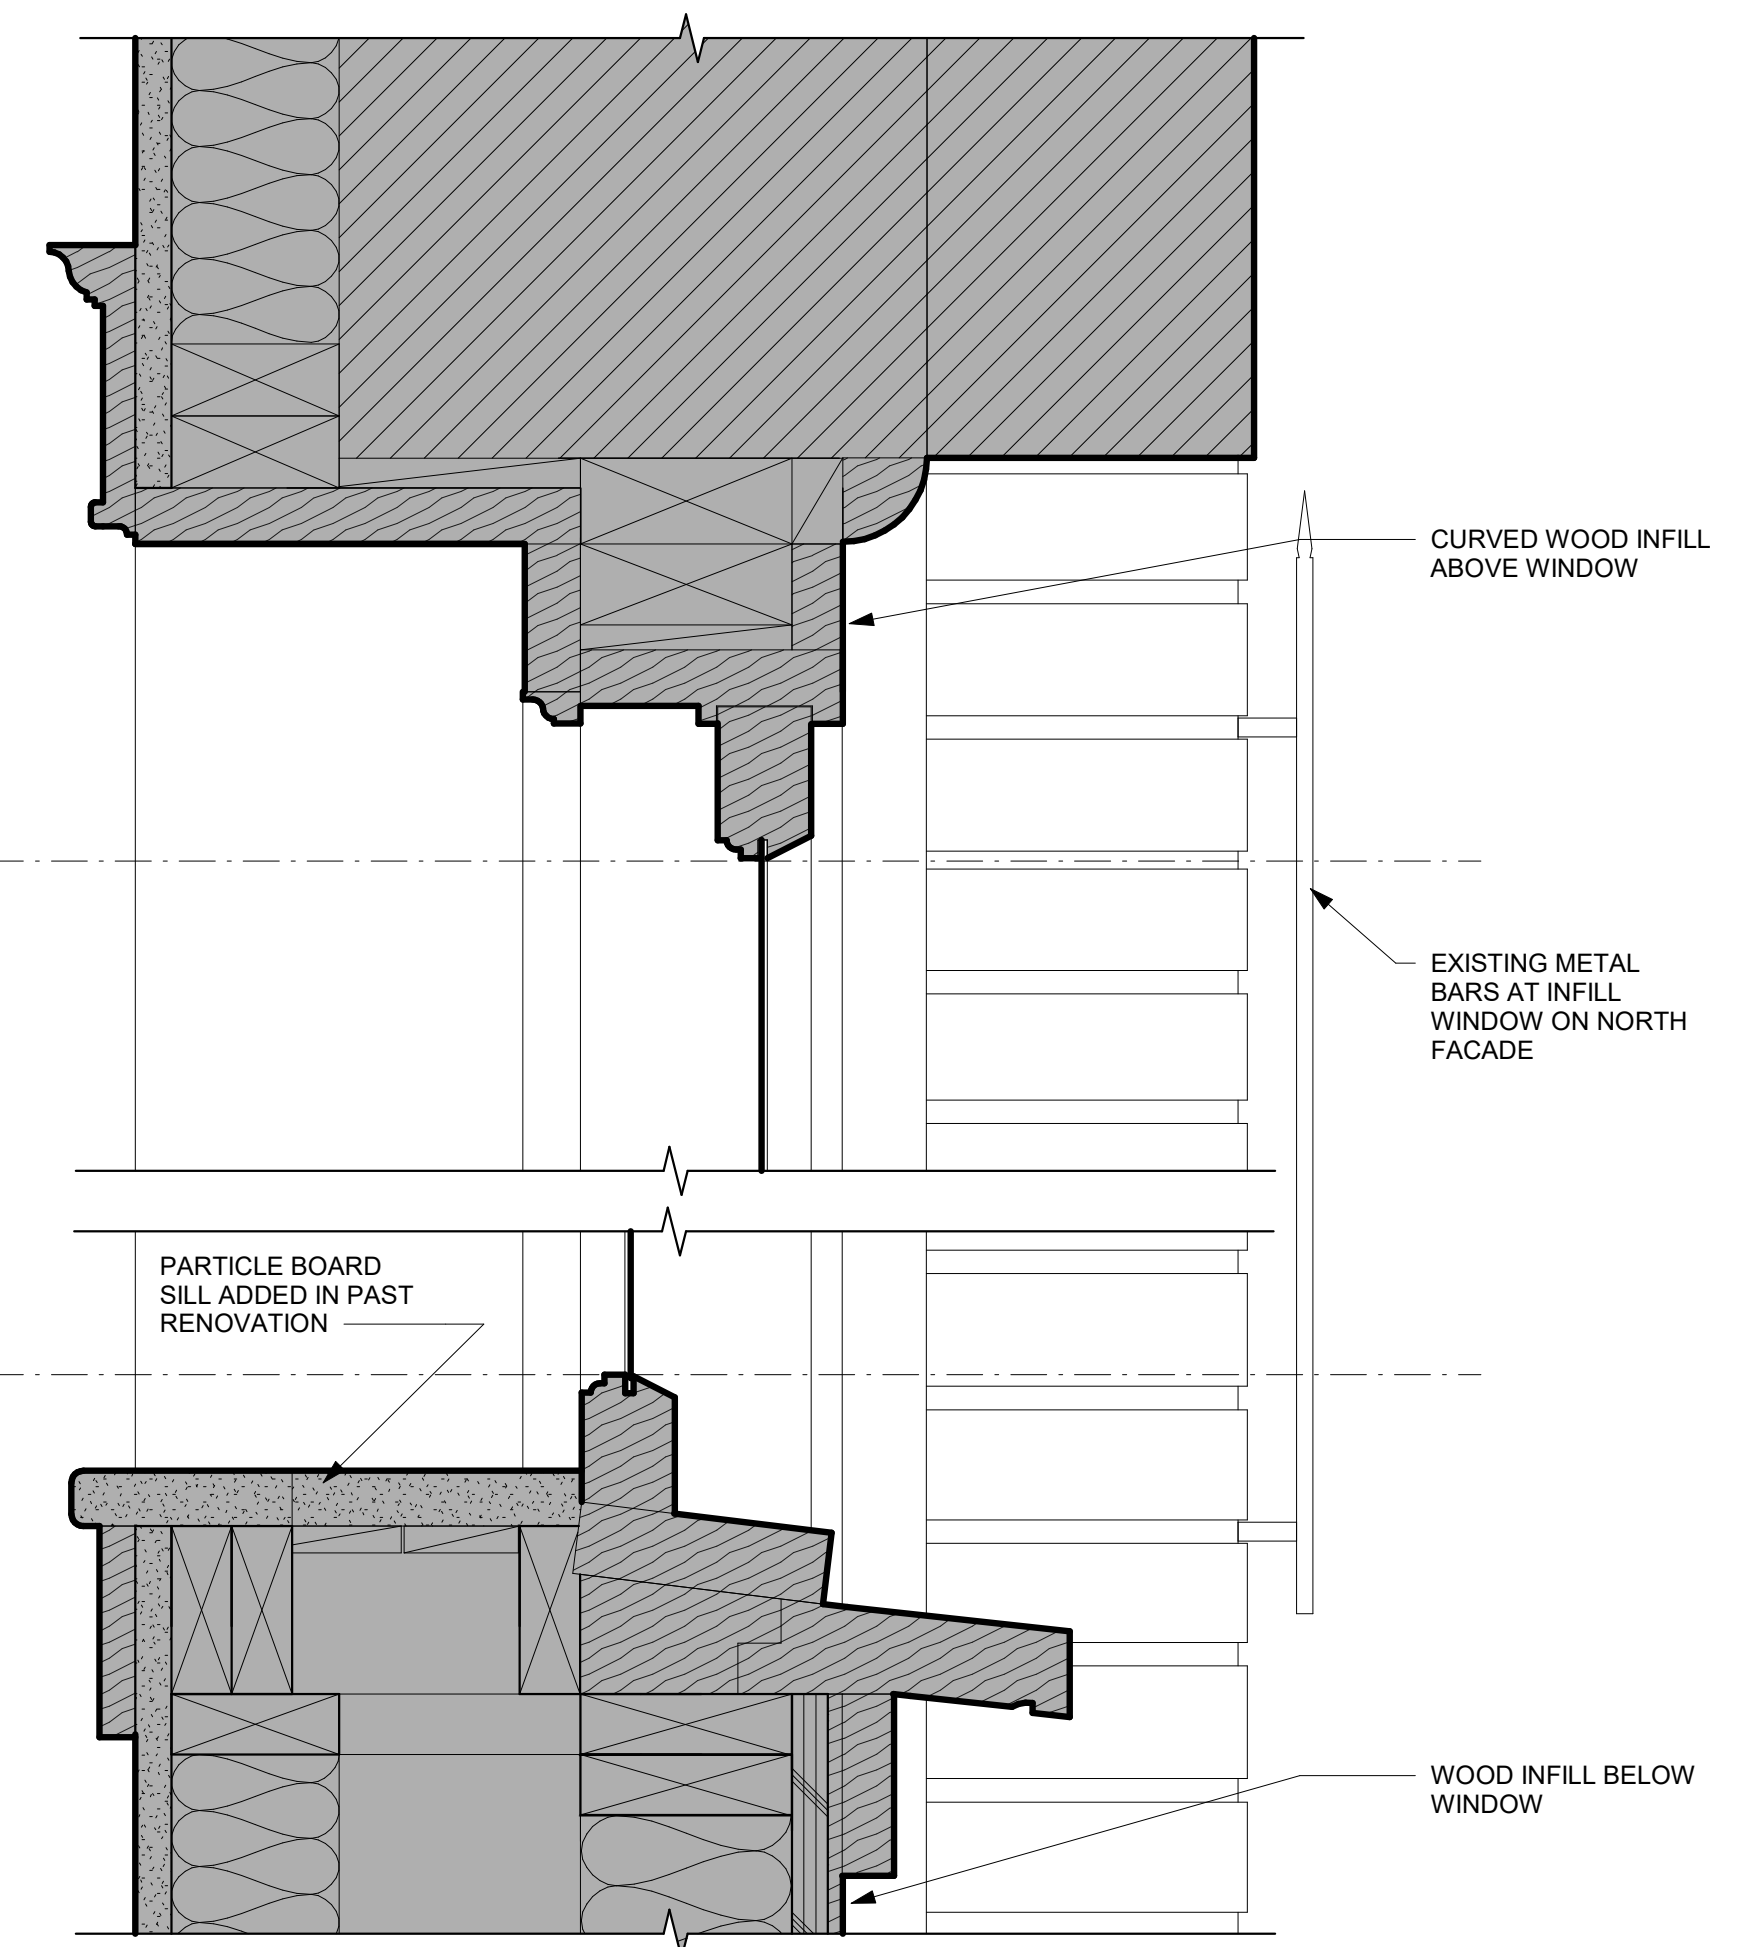 CURVED WOOD INFILL
ABOVE WINDOW
EXISTING METAL
BARS AT INFILL
WINDOW ON NORTH
FACADE
PARTICLE BOARD
SILL ADDED IN PAST
RENOVATION
WOOD INFILL BELOW
WINDOW